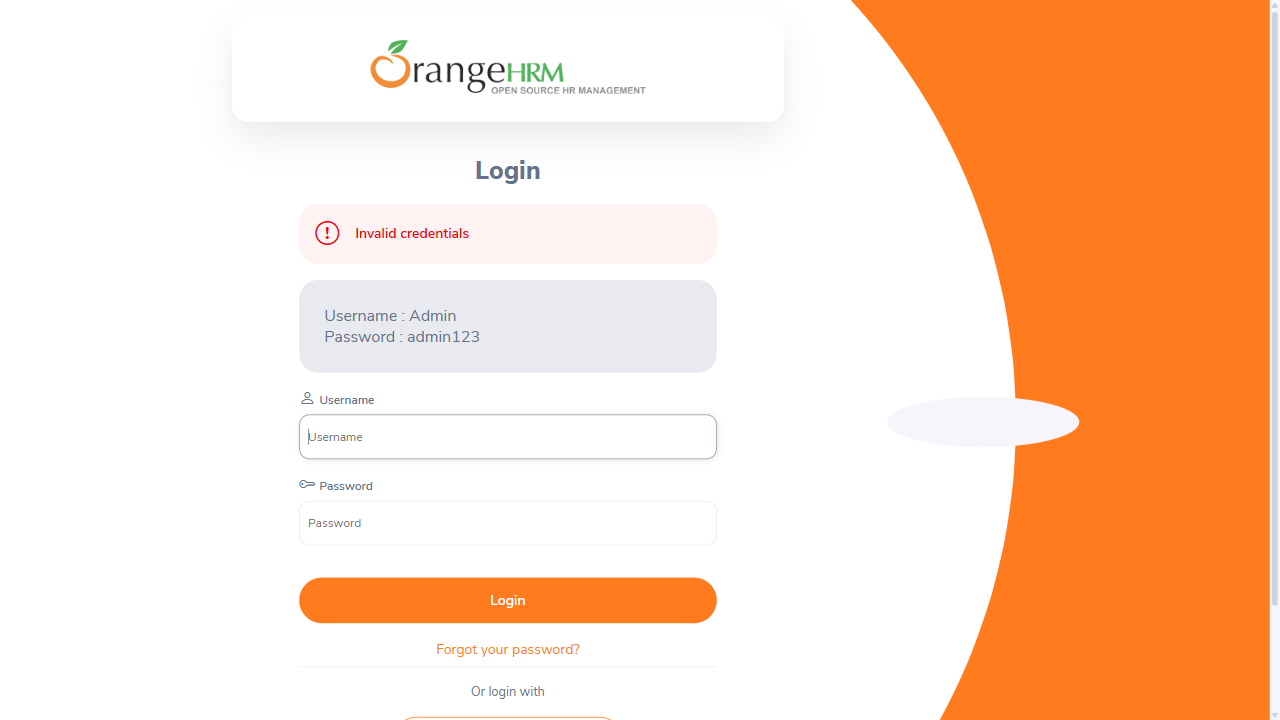 OrangeHRM
OPEN SOURCE HR MANAGEMENT
Login
Invalid credentials
Username : Admin
Password : admin123
Username
Username
Password
Password
Login
Forgot your password?
Or login with